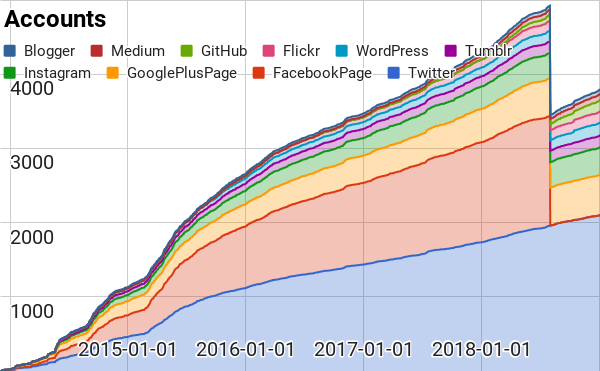 Accounts
Blogger Medium GitHub Flickr WordPress Tumblr
Instagram GooglePlusPage FacebookPage Twitter
4000
3000
2000
1000
2015-01-01 2016-01-01 2017-01-01 2018-01-01